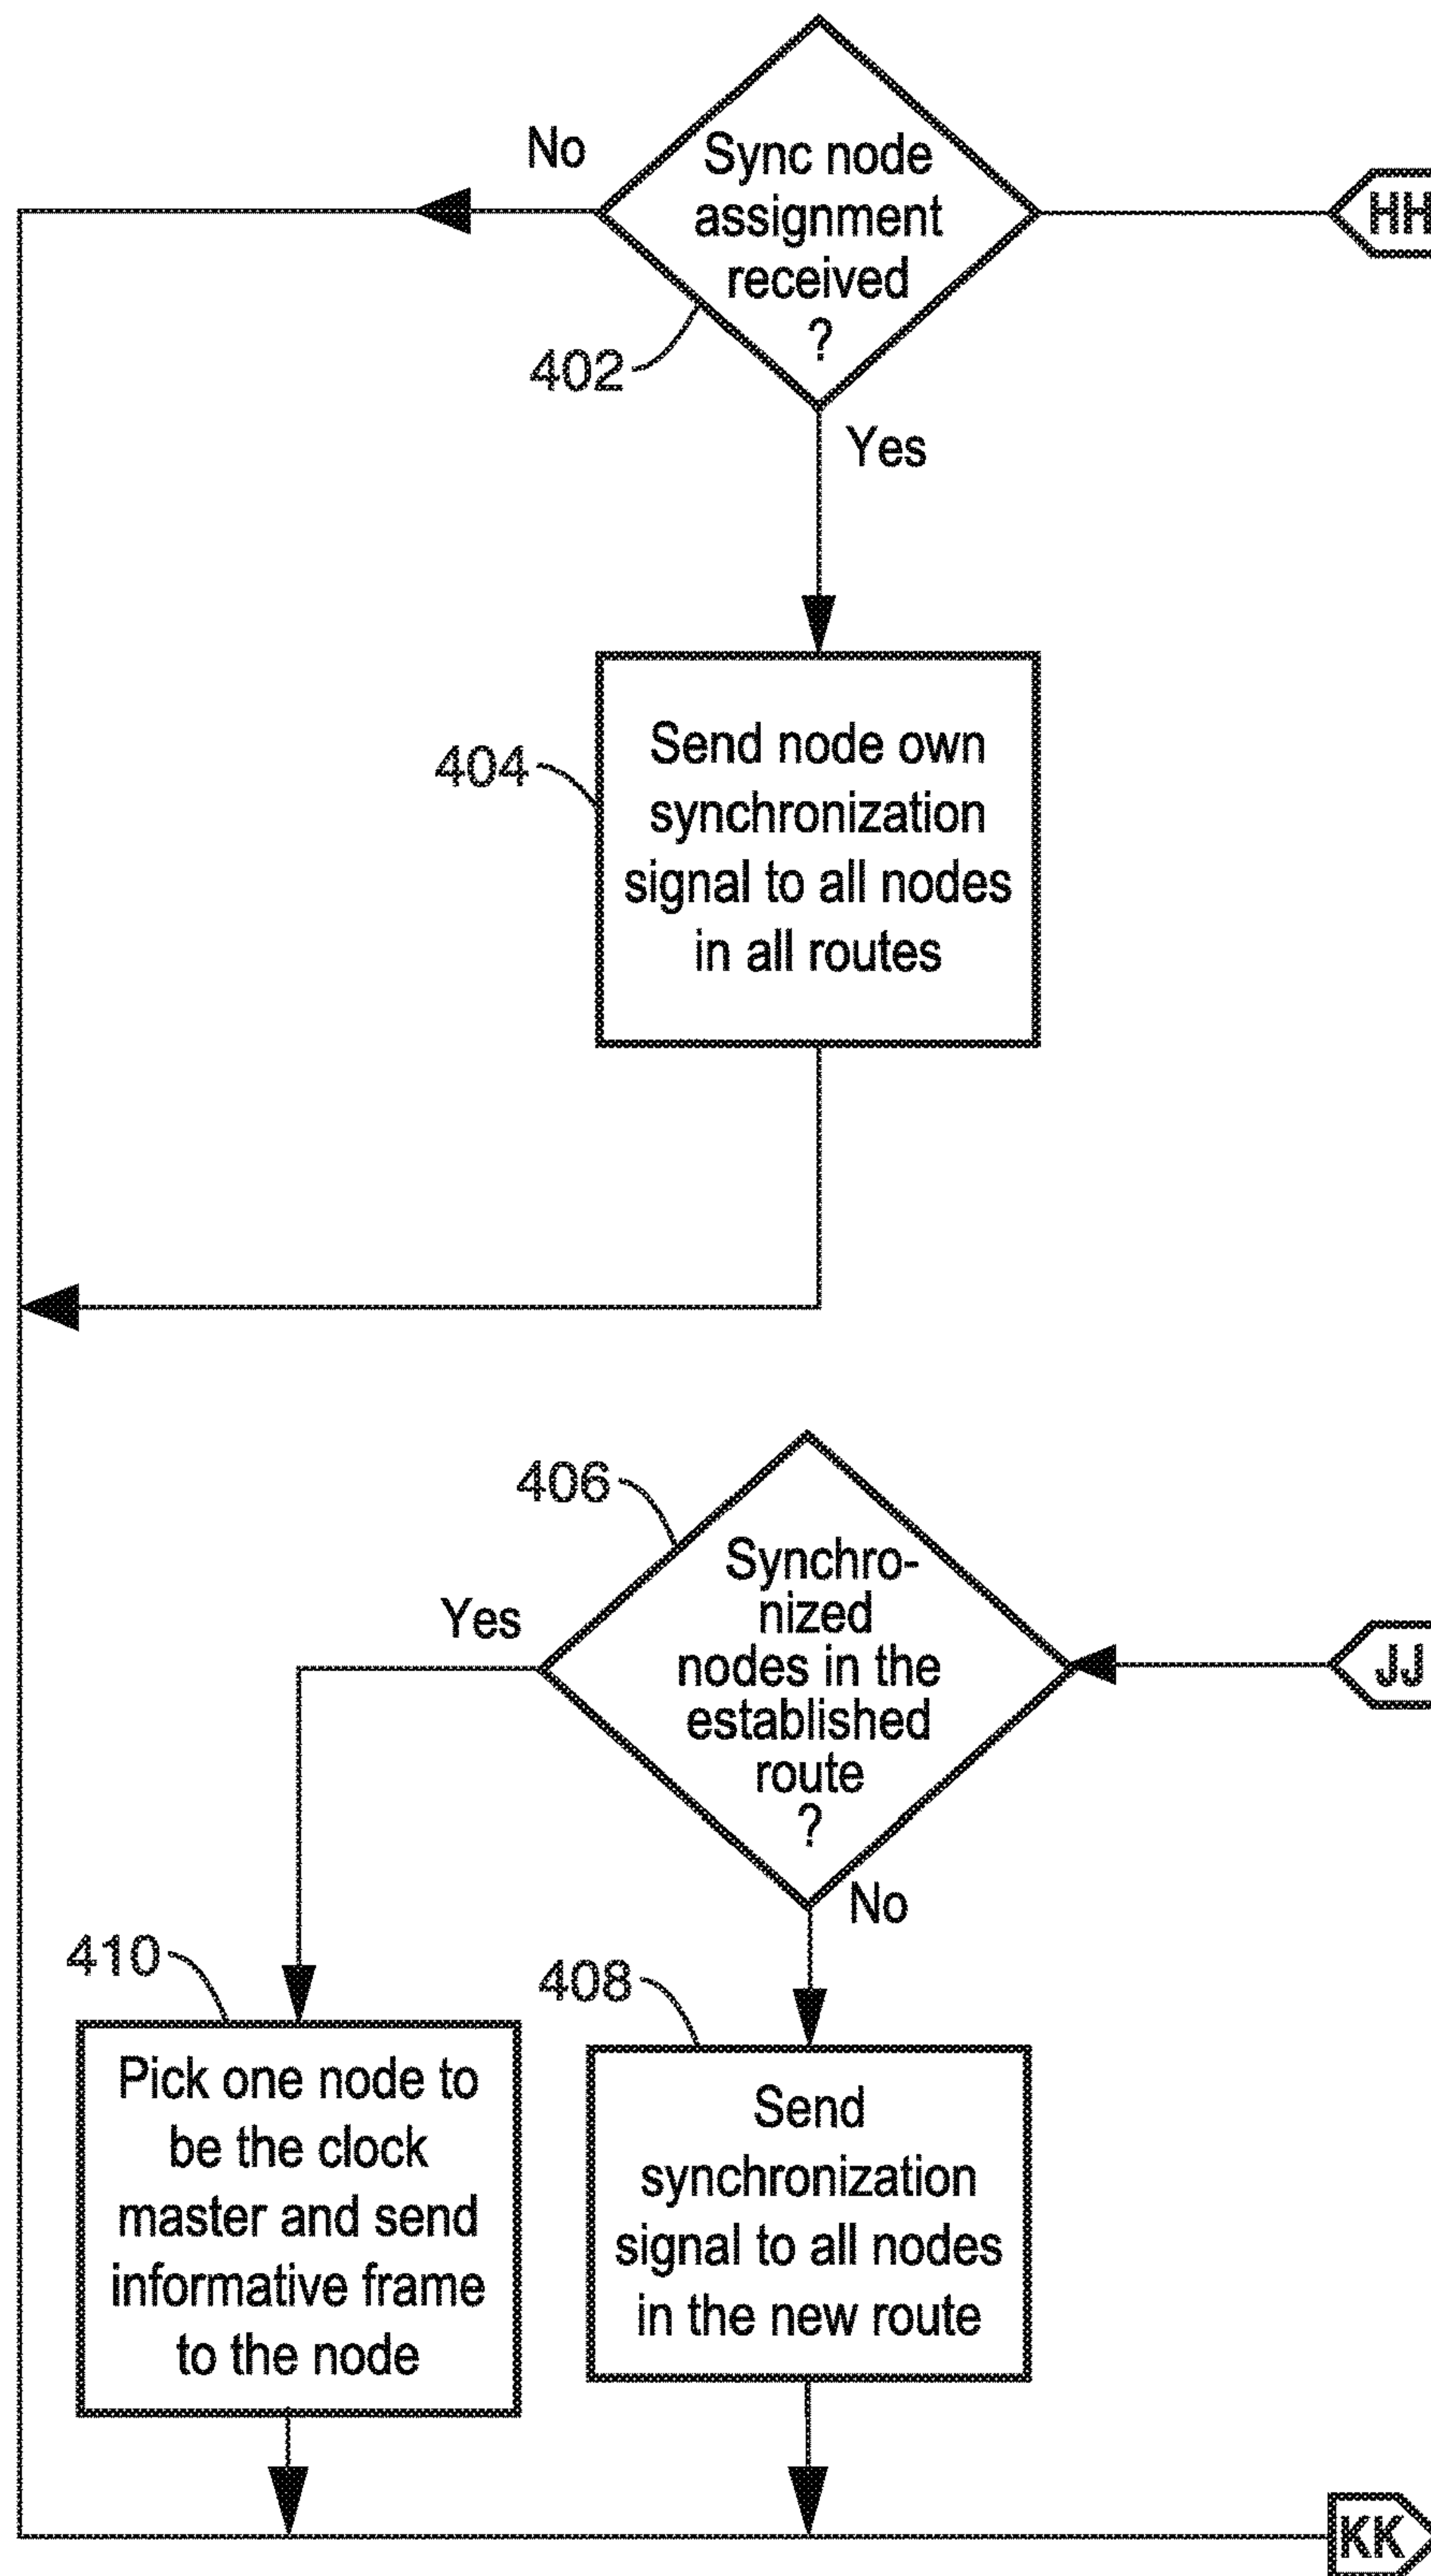 No
Sync node
assignment
received
?
HH
402
Yes
404
Send node own
synchronization
signal to all nodes
in all routes
406
Synchro-
nized
nodes in the
established
route
?
Yes
JJ
No
410
408
Pick one node to
be the clock
master and send
informative frame
to the node
Send
synchronization
signal to all nodes
in the new route
KK